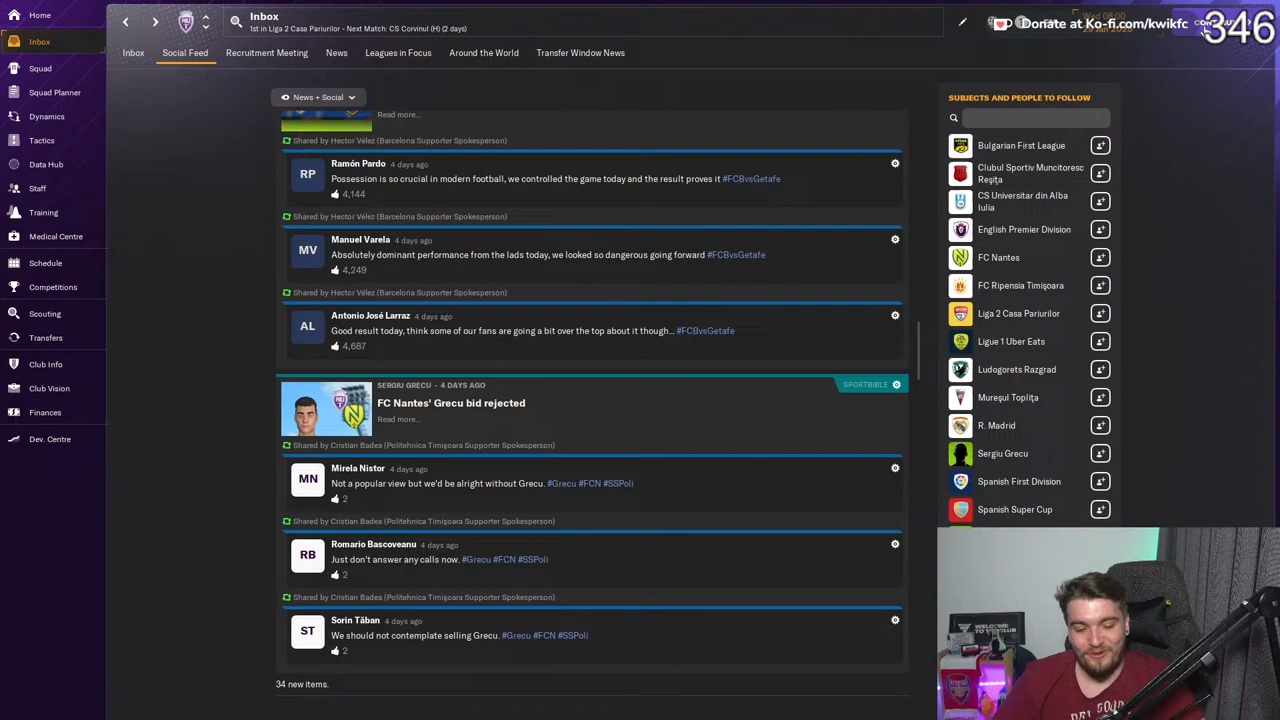 Home
Inbox
Squad
Squad Planner
Dynamics
Tactics
Data Hub
Staff
Training
Medical Centre
Schedule
Competitions
Scouting
Transfers
Club Info
Club Vision
Finances
Dev. Centre
Inbox
1st in Liga 2 Casa Pariurilor - Next Match: CS Corvinul (H) (2 days)
Donate at Ko-fi.com/kwikfc
346
Inbox
Social Feed
Recruitment Meeting
News
Leagues in Focus
Around the World
Transfer Window News
News + Social
Read more...
Shared by Hector Vélez (Barcelona Supporter Spokesperson)
RP
Ramón Pardo 4 days ago
Possession is so crucial in modern football, we controlled the game today and the result proves it #FCBvsGetafe
4,144
Shared by Hector Vélez (Barcelona Supporter Spokesperson)
MV
Manuel Varela 4 days ago
Absolutely dominant performance from the lads today, we looked so dangerous going forward #FCBvsGetafe
4,249
Shared by Hector Vélez (Barcelona Supporter Spokesperson)
AL
Antonio José Larraz 4 days ago
Good result today, think some of our fans are going a bit over the top about it though... #FCBvsGetafe
4,687
SERGIU GRECU - 4 DAYS AGO
SPORTBIBLE
FC Nantes' Grecu bid rejected
Read more...
Shared by Cristian Badea (Politehnica Timişoara Supporter Spokesperson)
MN
Mirela Nistor 4 days ago
Not a popular view but we'd be alright without Grecu. #Grecu #FCN #SSPoli
2
Shared by Cristian Badea (Politehnica Timişoara Supporter Spokesperson)
RB
Romario Bascoveanu 4 days ago
Just don't answer any calls now. #Grecu #FCN #SSPoli
2
Shared by Cristian Badea (Politehnica Timişoara Supporter Spokesperson)
ST
Sorin Tăban 4 days ago
We should not contemplate selling Grecu. #Grecu #FCN #SSPoli
2
34 new items.
SUBJECTS AND PEOPLE TO FOLLOW
Bulgarian First League
Clubul Sportiv Muncitoresc
Reşiţa
CS Universitar din Alba
Iulia
English Premier Division
FC Nantes
FC Ripensia Timişoara
Liga 2 Casa Pariurilor
Ligue 1 Uber Eats
Ludogorets Razgrad
Mureşul Topliţa
R. Madrid
Sergiu Grecu
Spanish First Division
Spanish Super Cup
WELCOME